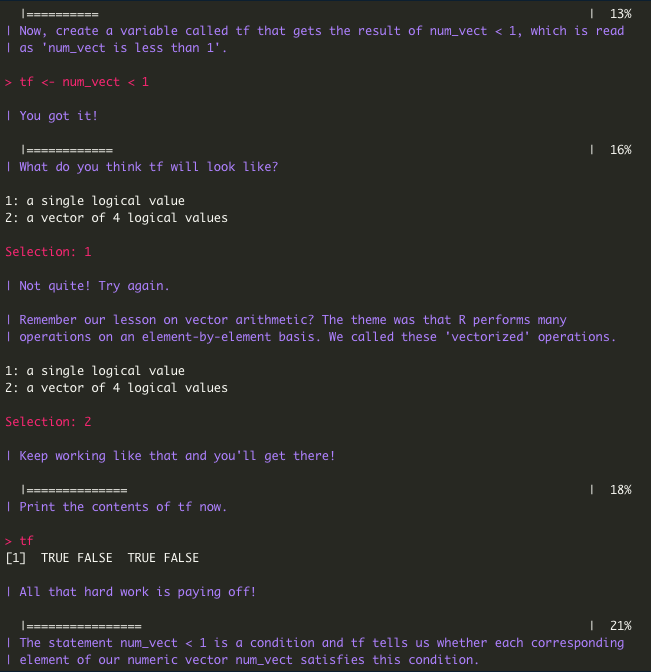 |==========                                                                    |  13%
| Now, create a variable called tf that gets the result of num_vect < 1, which is read
| as 'num_vect is less than 1'.
> tf <- num_vect < 1
| You got it!
|============                                                                  |  16%
| What do you think tf will look like?
1: a single logical value
2: a vector of 4 logical values
Selection: 1
| Not quite! Try again.
| Remember our lesson on vector arithmetic? The theme was that R performs many
| operations on an element-by-element basis. We called these 'vectorized' operations.
1: a single logical value
2: a vector of 4 logical values
Selection: 2
| Keep working like that and you'll get there!
|==============                                                                |  18%
| Print the contents of tf now.
> tf
[1]  TRUE FALSE  TRUE FALSE
| All that hard work is paying off!
|================                                                              |  21%
| The statement num_vect < 1 is a condition and tf tells us whether each corresponding
| element of our numeric vector num_vect satisfies this condition.